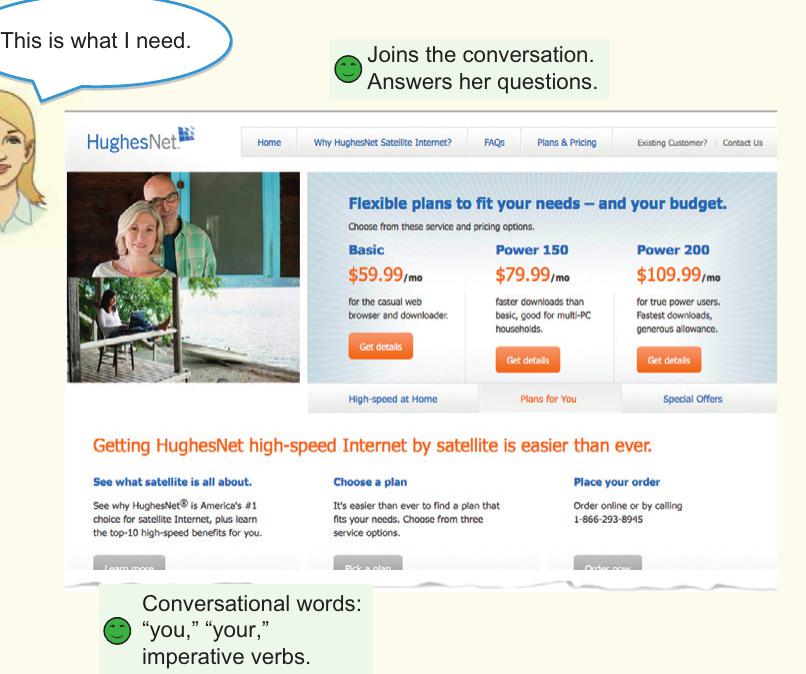 This is what I need.
Joins the conversation.
Answers her questions.
HughesNet.
Home
Why HughesNet Satellite Internet?
FAQs
Plans & Pricing
Existing Customer? | Contact Us
Flexible plans to fit your needs – and your budget.
Choose from these service and pricing options.
Basic
$59.99/mo
for the casual web
browser and downloader.
Get details
Power 150
$79.99/mo
faster downloads than
basic, good for multi-PC
households.
Get details
Power 200
$109.99/mo
for true power users.
Fastest downloads,
generous allowance.
Get details
High-speed at Home
Plans for You
Special Offers
Getting HughesNet high-speed Internet by satellite is easier than ever.
See what satellite is all about.
See why HughesNet® is America's #1
choice for satellite Internet, plus learn
the top-10 high-speed benefits for you.
Learn more
Choose a plan
It's easier than ever to find a plan that
fits your needs. Choose from three
service options.
Pick a plan
Place your order
Order online or by calling
1-866-293-8945
Order now
Conversational words:
“you,” “your,”
imperative verbs.